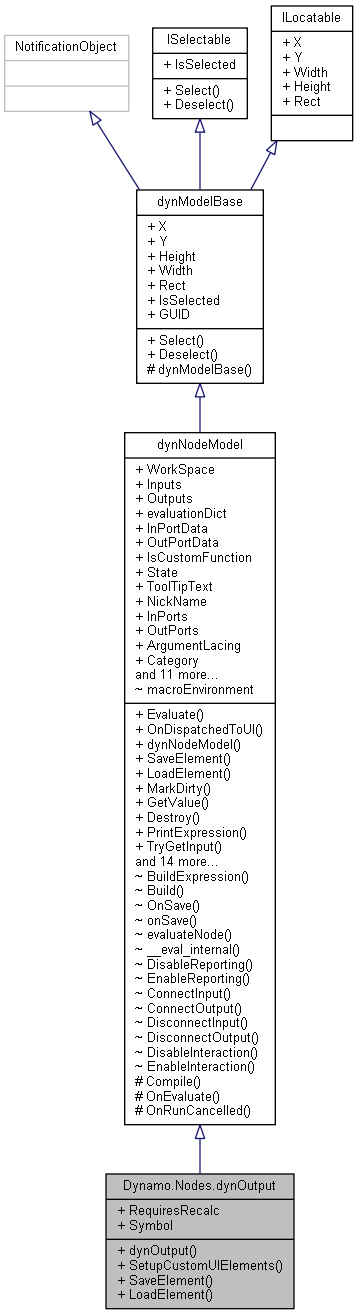 NotificationObject
ISelectable
+ IsSelected
+ Select()
+ Deselect()
ILocatable
+ X
+ Y
+ Width
+ Height
+ Rect
dynModelBase
+ X
+ Y
+ Height
+ Width
+ Rect
+ IsSelected
+ GUID
+ Select()
+ Deselect()
# dynModelBase()
dynNodeModel
+ WorkSpace
+ Inputs
+ Outputs
+ evaluationDict
+ InPortData
+ OutPortData
+ IsCustomFunction
+ State
+ ToolTipText
+ NickName
+ InPorts
+ OutPorts
+ ArgumentLacing
+ Category
and 11 more...
~ macroEnvironment
+ Evaluate()
+ OnDispatchedToUI()
+ dynNodeModel()
+ SaveElement()
+ LoadElement()
+ MarkDirty()
+ GetValue()
+ Destroy()
+ PrintExpression()
+ TryGetInput()
and 14 more...
~ BuildExpression()
~ Build()
~ OnSave()
~ onSave()
~ evaluateNode()
~ __eval_internal()
~ DisableReporting()
~ EnableReporting()
~ ConnectInput()
~ ConnectOutput()
~ DisconnectInput()
~ DisconnectOutput()
~ DisableInteraction()
~ EnableInteraction()
# Compile()
# OnEvaluate()
# OnRunCancelled()
Dynamo.Nodes.dynOutput
+ RequiresRecalc
+ Symbol
+ dynOutput()
+ SetupCustomUIElements()
+ SaveElement()
+ LoadElement()